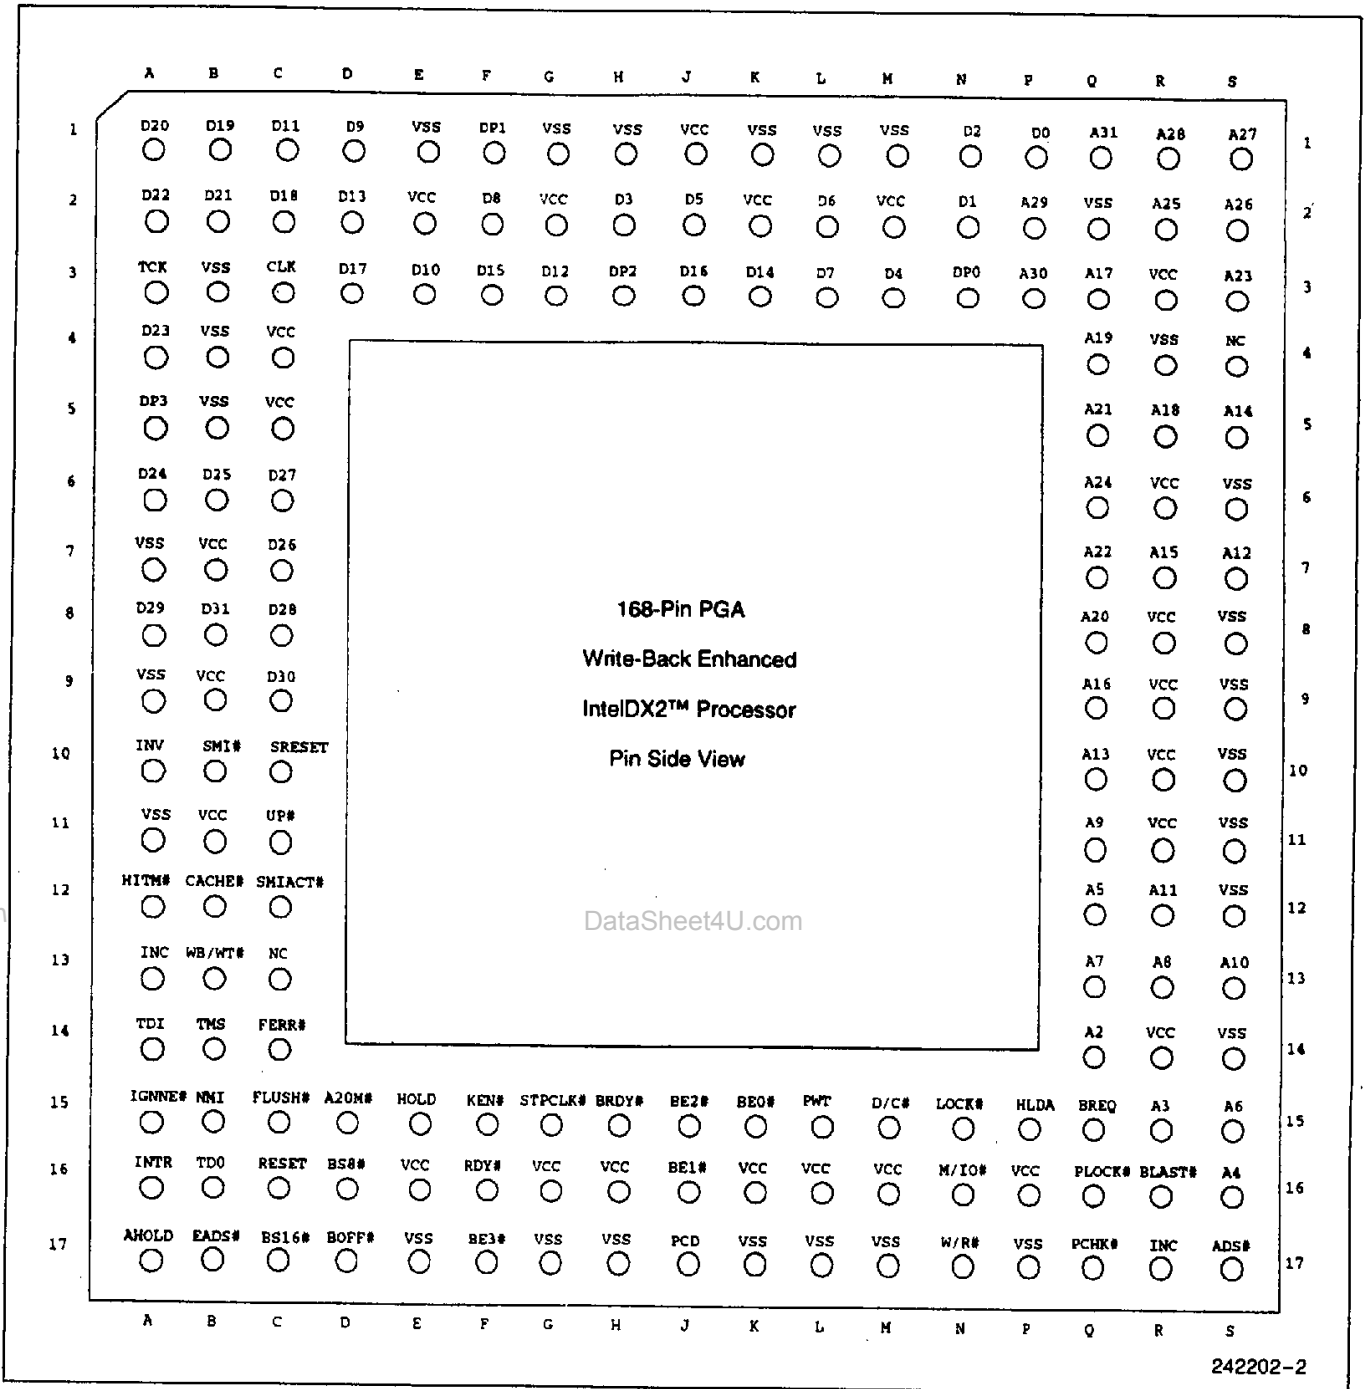 A B C D E F G H J K L M N P Q R S
D20 D19 D11 D9 VSS DP1 VSS VSS VCC VSS VSS VSS D2 D0 A31 A28 A27
1 1
D22 D21 D18 D13 VCC D8 VCC D3 D5 VCC D6 VCC D1 A29 VSS A25 A26
2 2
TCK VSS CLK D17 D10 D15 D12 DP2 D16 D14 D7 D4 DP0 A30 A17 VCC A23
3 3
D23 VSS VCC A19 VSS NC
4 4
DP3 VSS VCC A21 A18 A14
5 5
D24 D25 D27 A24 VCC VSS
6 6
VSS VCC D26 A22 A15 A12
7 7
D29 D31 D28 A20 VCC VSS
8 8
VSS VCC D30 A16 VCC VSS
9 9
INV SMI# SRESET A13 VCC VSS
10 10
VSS VCC UP# A9 VCC VSS
11 11
HITM# CACHE# SMIACT# A5 A11 VSS
12 12
INC WB/WT# NC A7 A8 A10
13 13
TDI TMS FERR# A2 VCC VSS
14 14
168-Pin PGA
Write-Back Enhanced
IntelDX2™ Processor
Pin Side View
DataSheet4U.com
IGNNE# NMI FLUSH# A20M# HOLD KEN# STPCLK# BRDY# BE2# BE0# PWT D/C# LOCK# HLDA BREQ A3 A6
15 15
INTR TDO RESET BS8# VCC RDY# VCC VCC BE1# VCC VCC VCC M/IO# VCC PLOCK# BLAST# A4
16 16
AHOLD EADS# BS16# BOFF# VSS BE3# VSS VSS PCD VSS VSS VSS W/R# VSS PCHK# INC ADS#
17 17
A B C D E F G H J K L M N P Q R S
242202-2